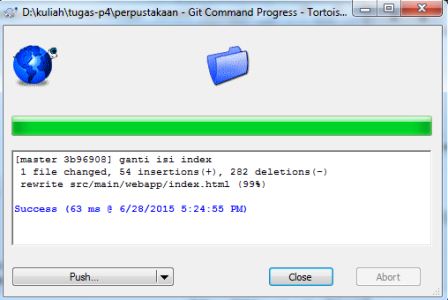 D:\kuliah\tugas-p4\perpustakaan - Git Command Progress - Tortois...
[master 3b96908] ganti isi index
1 file changed, 54 insertions(+), 282 deletions(-)
rewrite src/main/webapp/index.html (99%)
Success (63 ms @ 6/28/2015 5:24:55 PM)
Push...
Close
Abort